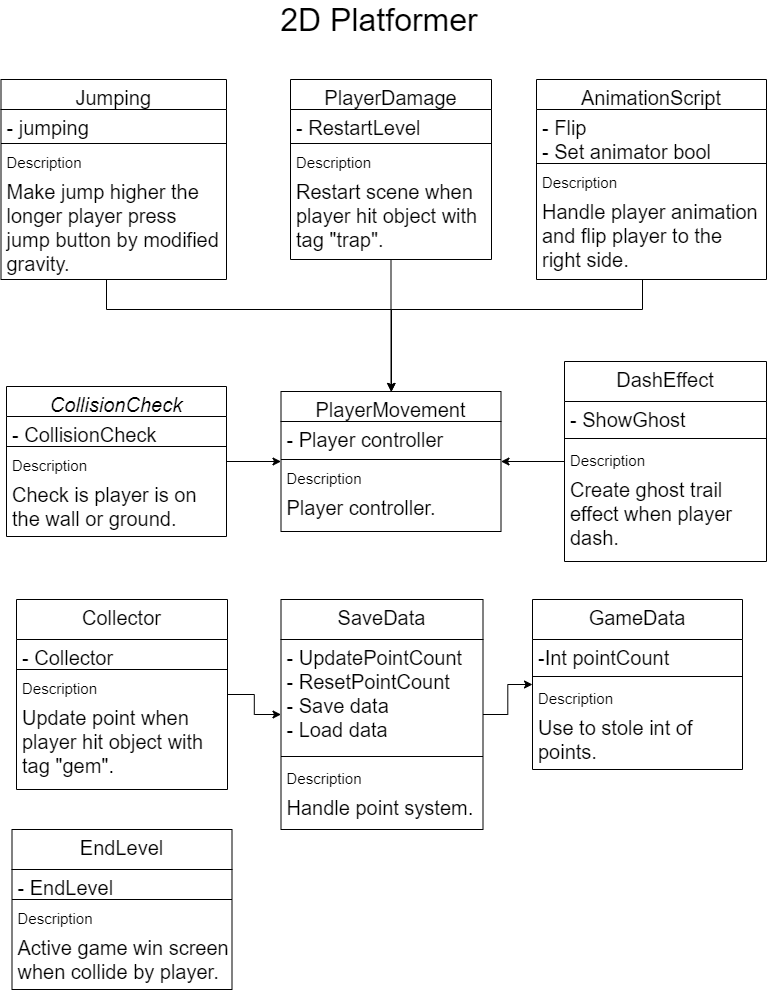 2D Platformer
Jumping
- jumping
Description
Make jump higher the
longer player press
jump button by modified
gravity.
PlayerDamage
- RestartLevel
Description
Restart scene when
player hit object with
tag "trap".
AnimationScript
- Flip
- Set animator bool
Description
Handle player animation
and flip player to the
right side.
CollisionCheck
- CollisionCheck
Description
Check is player is on
the wall or ground.
PlayerMovement
- Player controller
Description
Player controller.
DashEffect
- ShowGhost
Description
Create ghost trail
effect when player
dash.
Collector
- Collector
Description
Update point when
player hit object with
tag "gem".
SaveData
- UpdatePointCount
- ResetPointCount
- Save data
- Load data
Description
Handle point system.
GameData
-Int pointCount
Description
Use to stole int of
points.
EndLevel
- EndLevel
Description
Active game win screen
when collide by player.